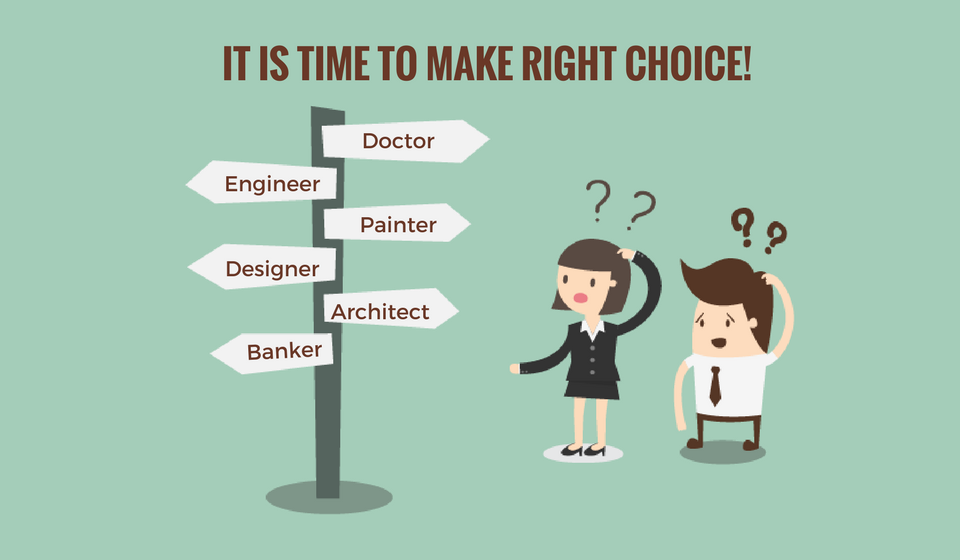 IT IS TIME TO MAKE RIGHT CHOICE!
Doctor
Engineer
Painter
Designer
Architect
Banker
? ?
? ?